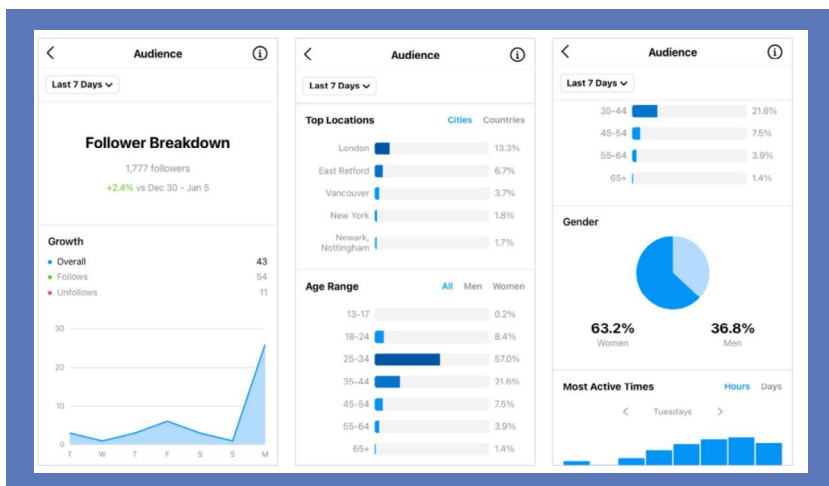 Audience
Last 7 Days
Follower Breakdown
1,777 followers
+2.4% vs Dec 30 - Jan 5
Growth
Overall 43
Follows 54
Unfollows 11
30
20
10
0
T W T F S S M
Audience
Last 7 Days
Top Locations Cities Countries
London 13.3%
East Retford 6.7%
Vancouver 3.7%
New York 1.8%
Newark,
Nottingham 1.7%
Age Range All Men Women
13-17 0.2%
18-24 8.4%
25-34 57.0%
35-44 21.6%
45-54 7.5%
55-64 3.9%
65+ 1.4%
Audience
Last 7 Days
35-44 21.6%
45-54 7.5%
55-64 3.9%
65+ 1.4%
Gender
63.2% 36.8%
Women Men
Most Active Times Hours Days
Tuesdays